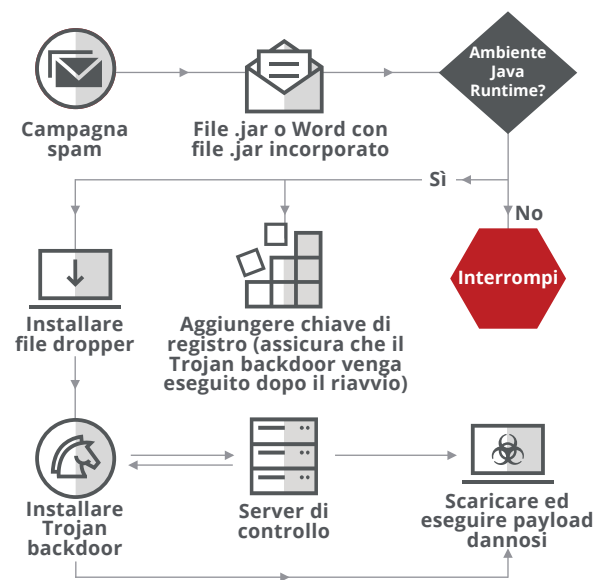 Campagna
spam
File .jar o Word con
file .jar incorporato
Ambiente
Java
Runtime?
Sì
No
Interrompi
Installare
file dropper
Aggiungere chiave di
registro (assicura che il
Trojan backdoor venga
eseguito dopo il riavvio)
Installare
Trojan
backdoor
Server di
controllo
Scaricare ed
eseguire payload
dannosi